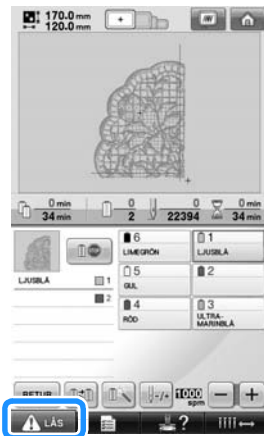 170.0 mm
120.0 mm
0 min
34 min
0
2
0
22394
0 min
34 min
LJUSBLÅ
1
2
6
LIMEGRÖN
1
LJUSBLÅ
5
GUL
2
4
RÖD
3
ULTRA-
MARINBLÅ
RETUR
1000
spm
LÅS
?